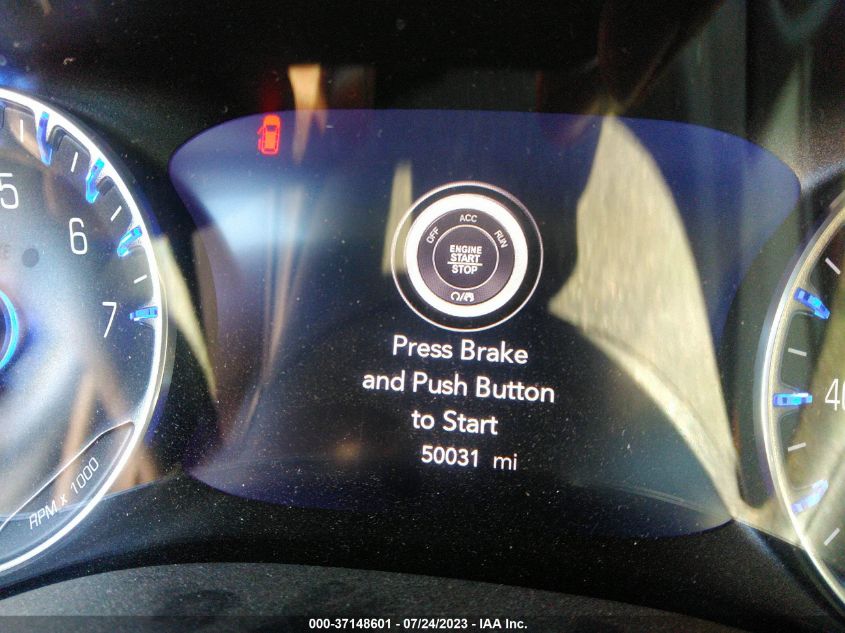 5
6
7
RPM x 1000
ACC
OFF
RUN
ENGINE
START
STOP
Press Brake
and Push Button
to Start
50031 mi
000-37148601 - 07/24/2023 - IAA Inc.